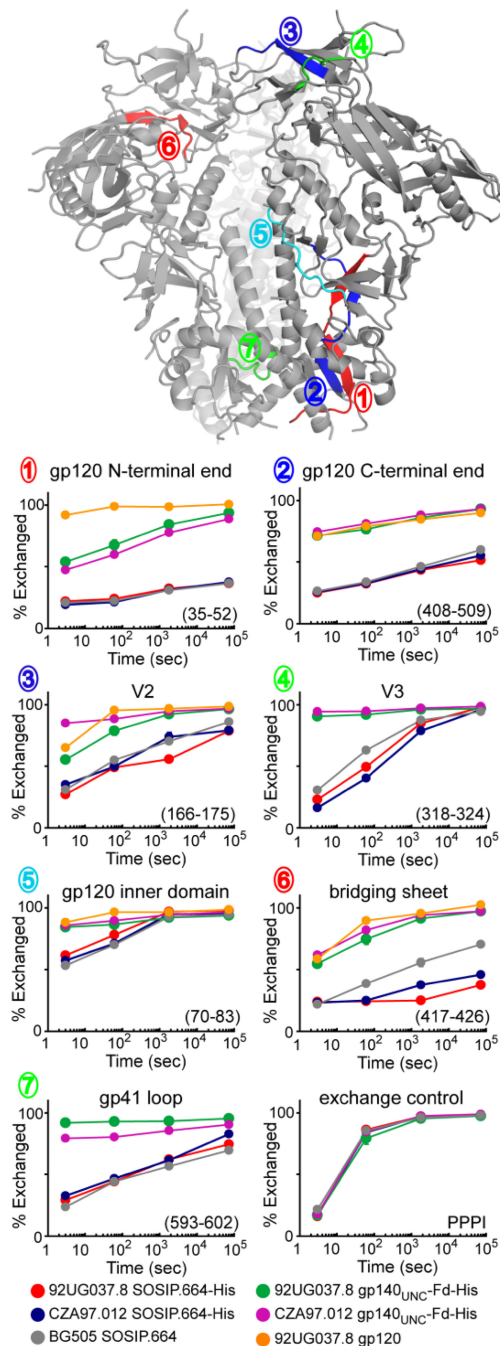 3
4
6
5
7
2
1
1 gp120 N-terminal end
% Exchanged
100
0
(35-52)
1 10 10² 10³ 10⁴ 10⁵
Time (sec)
2 gp120 C-terminal end
% Exchanged
100
0
(408-509)
1 10 10² 10³ 10⁴ 10⁵
Time (sec)
3 V2
% Exchanged
100
0
(166-175)
1 10 10² 10³ 10⁴ 10⁵
Time (sec)
4 V3
% Exchanged
100
0
(318-324)
1 10 10² 10³ 10⁴ 10⁵
Time (sec)
5 gp120 inner domain
% Exchanged
100
0
(70-83)
1 10 10² 10³ 10⁴ 10⁵
Time (sec)
6 bridging sheet
% Exchanged
100
0
(417-426)
1 10 10² 10³ 10⁴ 10⁵
Time (sec)
7 gp41 loop
% Exchanged
100
0
(593-602)
1 10 10² 10³ 10⁴ 10⁵
Time (sec)
exchange control
% Exchanged
100
0
PPPI
1 10 10² 10³ 10⁴ 10⁵
Time (sec)
92UG037.8 SOSIP.664-His
CZA97.012 SOSIP.664-His
BG505 SOSIP.664
92UG037.8 gp140UNC-Fd-His
CZA97.012 gp140UNC-Fd-His
92UG037.8 gp120